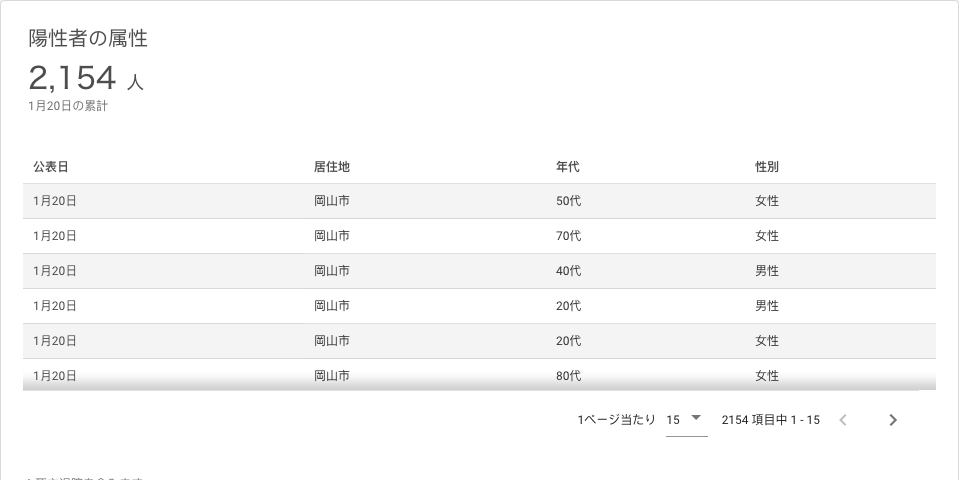 陽性者の属性
2,154 人
1月20日の累計
公表日 居住地 年代 性別
1月20日 岡山市 50代 女性
1月20日 岡山市 70代 女性
1月20日 岡山市 40代 男性
1月20日 岡山市 20代 男性
1月20日 岡山市 20代 女性
1月20日 岡山市 80代 女性
1ページ当たり 15 2154 項目中 1 - 15